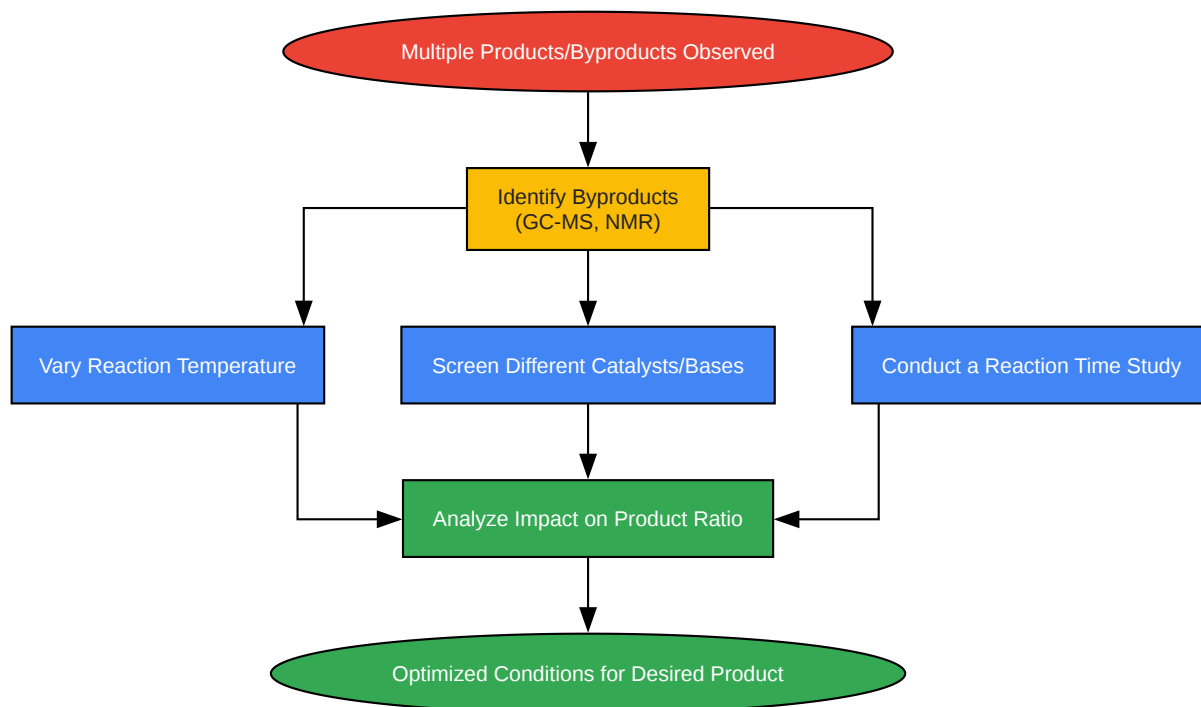 Multiple Products/Byproducts Observed
Identify Byproducts
(GC-MS, NMR)
Vary Reaction Temperature
Screen Different Catalysts/Bases
Conduct a Reaction Time Study
Analyze Impact on Product Ratio
Optimized Conditions for Desired Product